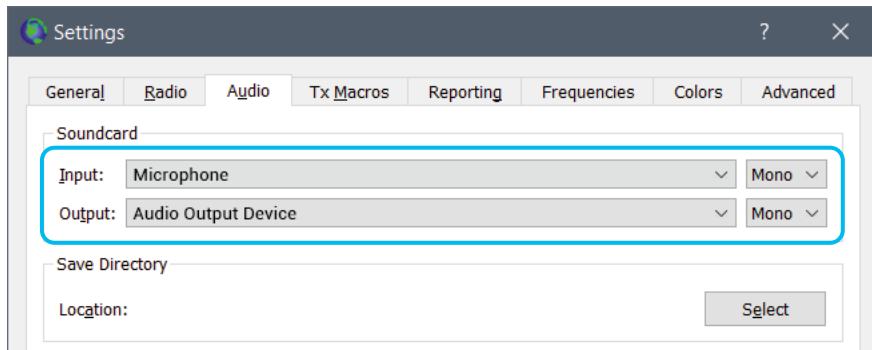 Settings ?
General Radio Audio Tx Macros Reporting Frequencies Colors Advanced
Soundcard
Input: Microphone Mono
Output: Audio Output Device Mono
Save Directory
Location: Select